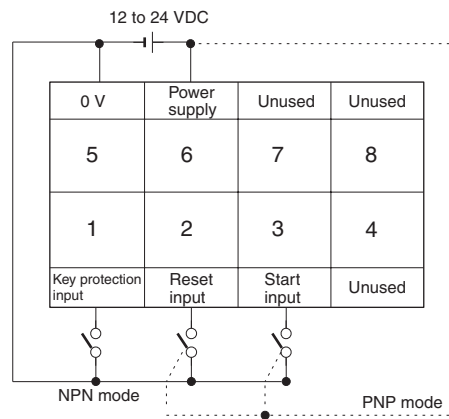 12 to 24 VDC
0 V
Power
supply
Unused
Unused
5
6
7
8
1
2
3
4
Key protection
input
Reset
input
Start
input
Unused
NPN mode
PNP mode